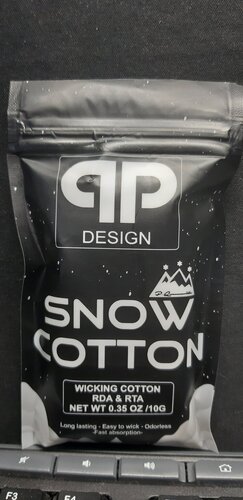 qp
DESIGN
SNOW
COTTON
WICKING COTTON
RDA & RTA
NET WT 0.35 OZ /10G
Long lasting - Easy to wick - Odorless
-Fast absorption-
F3
F4